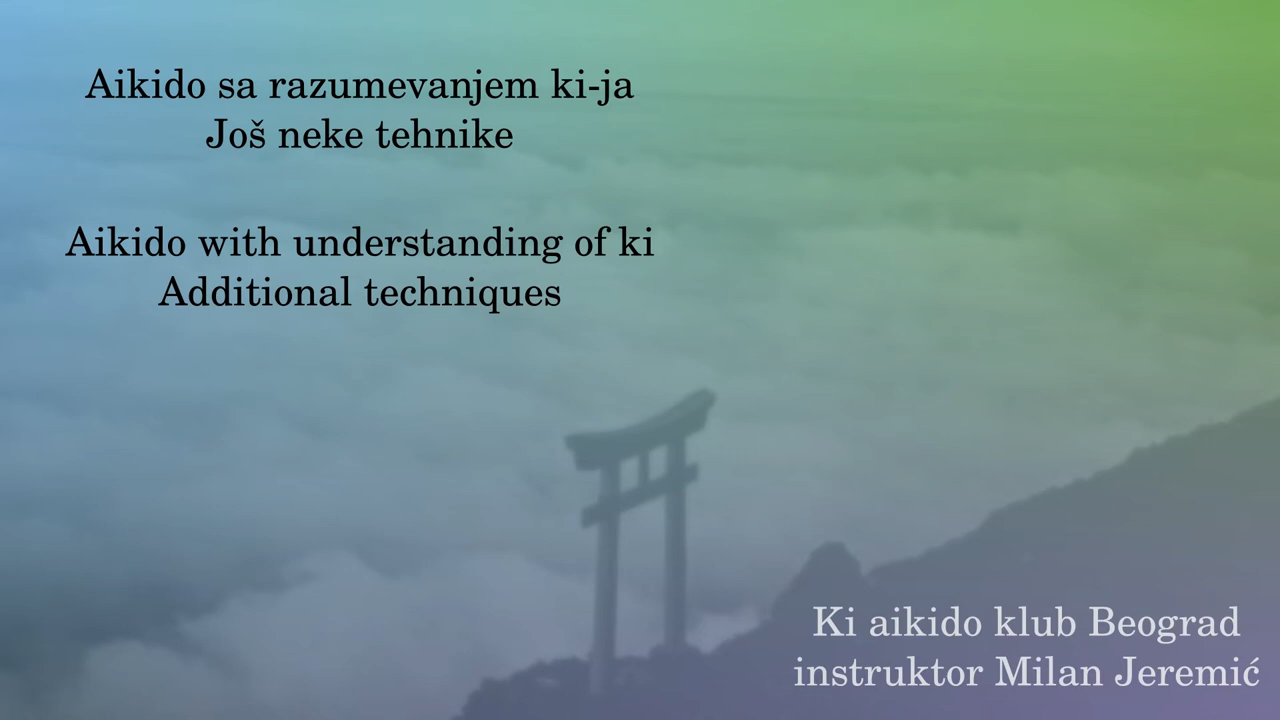 Aikido sa razumevanjem ki-ja
Još neke tehnike
Aikido with understanding of ki
Additional techniques
Ki aikido klub Beograd
instruktor Milan Jeremić